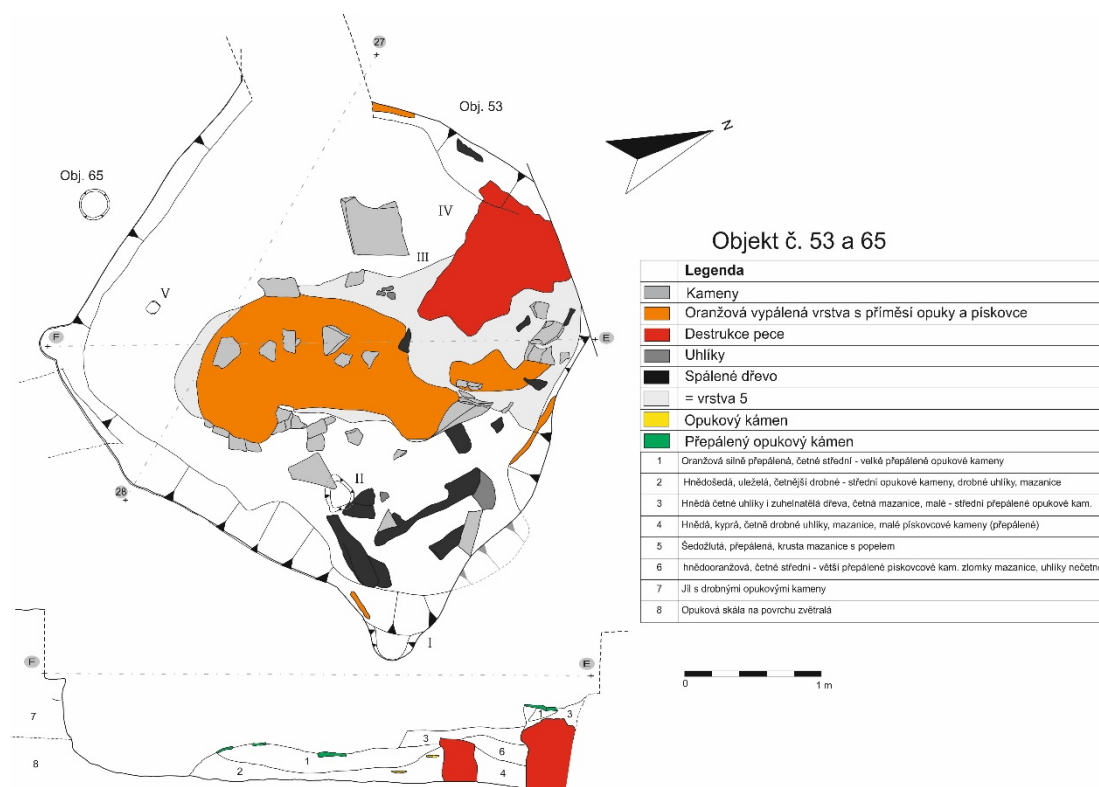 27
Obj. 53
N
Obj. 65
IV
III
V
F
E
II
28
I
F
E
7
8
3
1
2
6
4
1
3
Objekt č. 53 a 65
Legenda
Kameny
Oranžová vypálená vrstva s příměsí opuky a pískovce
Destrukce pece
Uhlíky
Spálené dřevo
= vrstva 5
Opukový kámen
Přepálený opukový kámen
1 Oranžová silně přepálená, četné střední - velké přepálené opukové kameny
2 Hnědošedá, uleželá, četnější drobné - střední opukové kameny, drobné uhlíky, mazanice
3 Hnědá četné uhlíky i zuhelnatělá dřeva, četná mazanice, malé - střední přepálené opukové kam.
4 Hnědá, kyprá, četně drobné uhlíky, mazanice, malé pískovcové kameny (přepálené)
5 Šedožlutá, přepálená, krusta mazanice s popelem
6 hnědooranžová, četné střední - větší přepálené pískovcové kam. zlomky mazanice, uhlíky nečetné
7 Jíl s drobnými opukovými kameny
8 Opuková skála na povrchu zvětralá
0 1 m